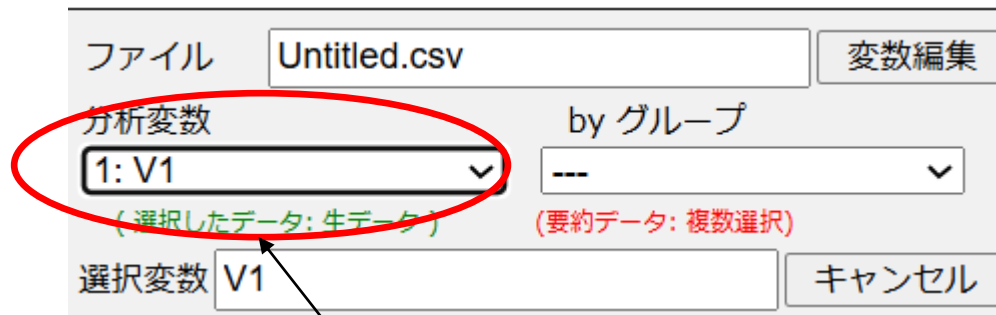 ファイル Untitled.csv 変数編集
分析変数 by グループ
1: V1 ---
( 選択したデータ: 生データ ) (要約データ: 複数選択)
選択変数 V1 キャンセル